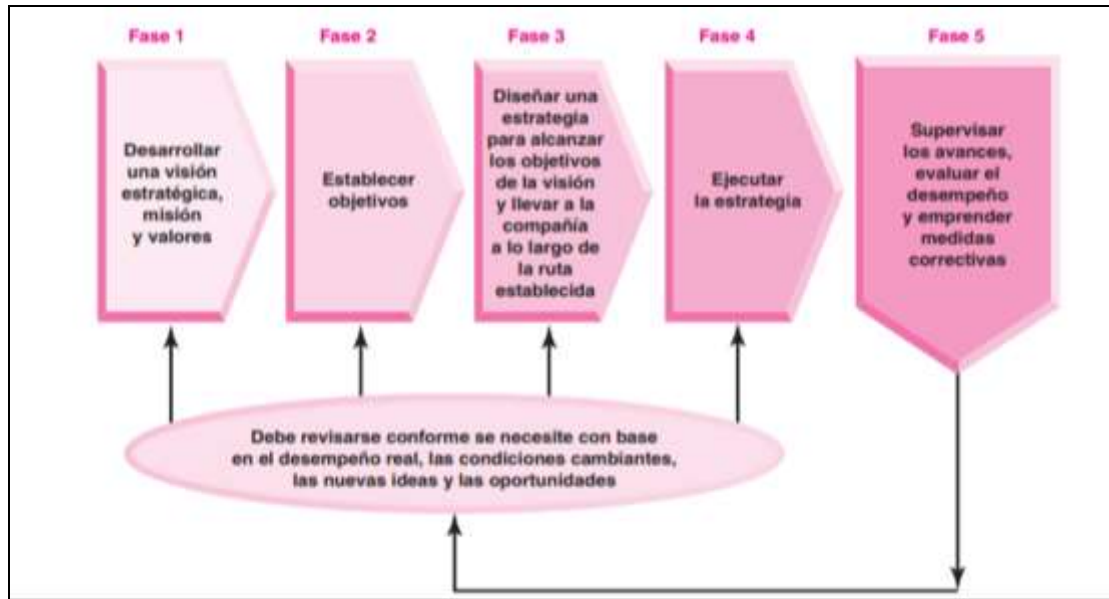 Fase 1
Desarrollar
una visión
estratégica,
misión
y valores
Fase 2
Establecer
objetivos
Fase 3
Diseñar una
estrategia
para alcanzar
los objetivos
de la visión
y llevar a la
compañía
a lo largo de
la ruta
establecida
Fase 4
Ejecutar
la estrategia
Fase 5
Supervisar
los avances,
evaluar el
desempeño
y emprender
medidas
correctivas
Debe revisarse conforme se necesite con base
en el desempeño real, las condiciones cambiantes,
las nuevas ideas y las oportunidades